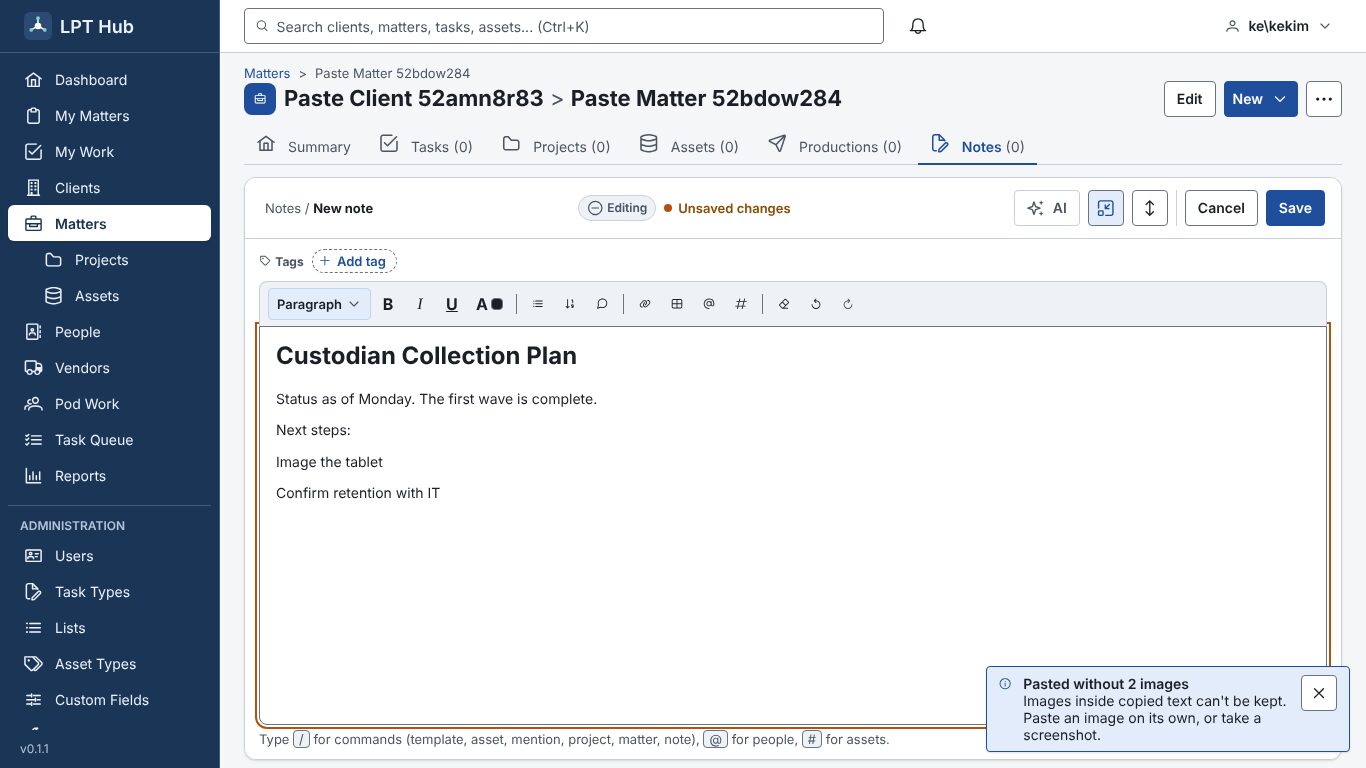 LPT Hub
Search clients, matters, tasks, assets... (Ctrl+K)
ke\kekim
Dashboard
My Matters
My Work
Clients
Matters
Projects
Assets
People
Vendors
Pod Work
Task Queue
Reports
ADMINISTRATION
Users
Task Types
Lists
Asset Types
Custom Fields
v0.1.1
Matters > Paste Matter 52bdow284
Paste Client 52amn8r83 > Paste Matter 52bdow284
Edit
New
Summary
Tasks (0)
Projects (0)
Assets (0)
Productions (0)
Notes (0)
Notes / New note
Editing
Unsaved changes
AI
Cancel
Save
Tags
+ Add tag
Paragraph
B I U A @ #
Custodian Collection Plan
Status as of Monday. The first wave is complete.
Next steps:
Image the tablet
Confirm retention with IT
Type / for commands (template, asset, mention, project, matter, note), @ for people, # for assets.
Pasted without 2 images
Images inside copied text can't be kept.
Paste an image on its own, or take a
screenshot.